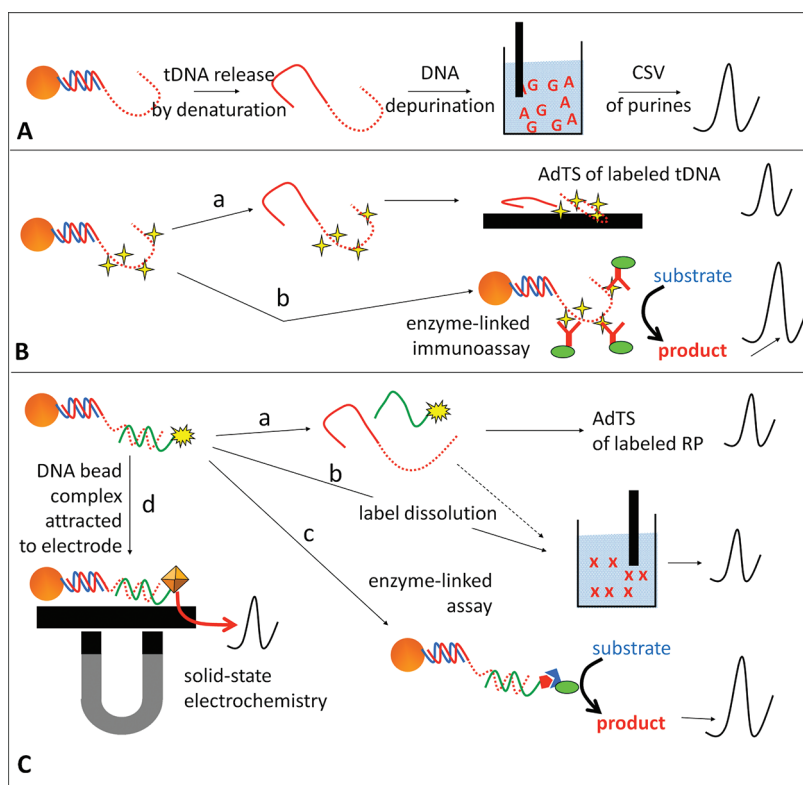 tDNA release
by denaturation
DNA
depurination
A G G A
A G A
G G A
CSV
of purines
A
a
AdTS of labeled tDNA
b
enzyme-linked
immunoassay
substrate
product
B
a
AdTS
of labeled RP
b
label dissolution
c
DNA bead
complex
attracted
to electrode
d
x x
x x
x x x
enzyme-linked
assay
solid-state
electrochemistry
substrate
product
C